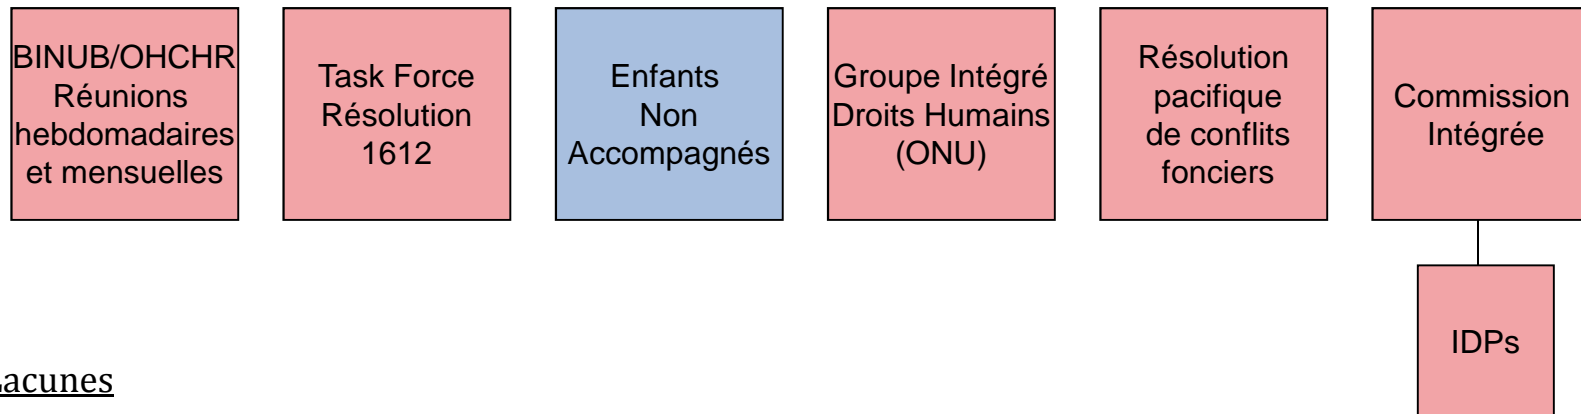 BINUB/OHCHR
Réunions
hebdomadaires
et mensuelles
Task Force
Résolution
1612
Enfants
Non
Accompagnés
Groupe Intégré
Droits Humains
(ONU)
Résolution
pacifique
de conflits
fonciers
Commission
Intégrée
IDPs
Lacunes